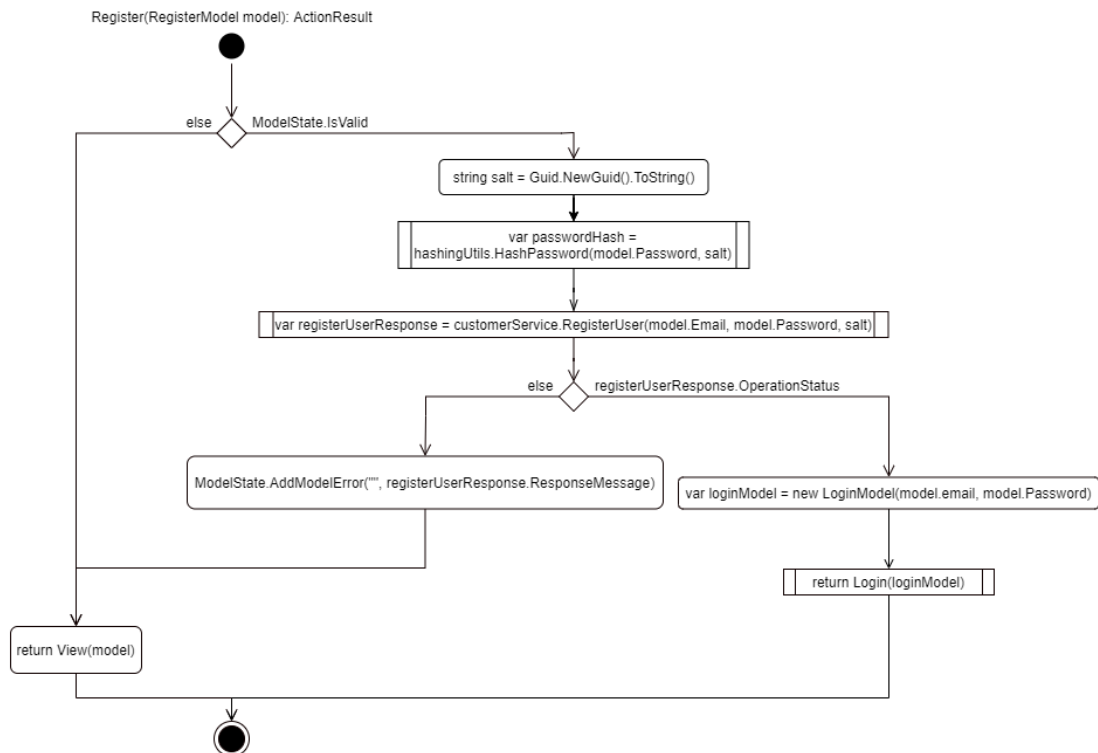 Register(RegisterModel model): ActionResult
else
ModelState.IsValid
string salt = Guid.NewGuid().ToString()
var passwordHash =
hashingUtils.HashPassword(model.Password, salt)
var registerUserResponse = customerService.RegisterUser(model.Email, model.Password, salt)
else
registerUserResponse.OperationStatus
ModelState.AddModelError("", registerUserResponse.ResponseMessage)
var loginModel = new LoginModel(model.email, model.Password)
return Login(loginModel)
return View(model)